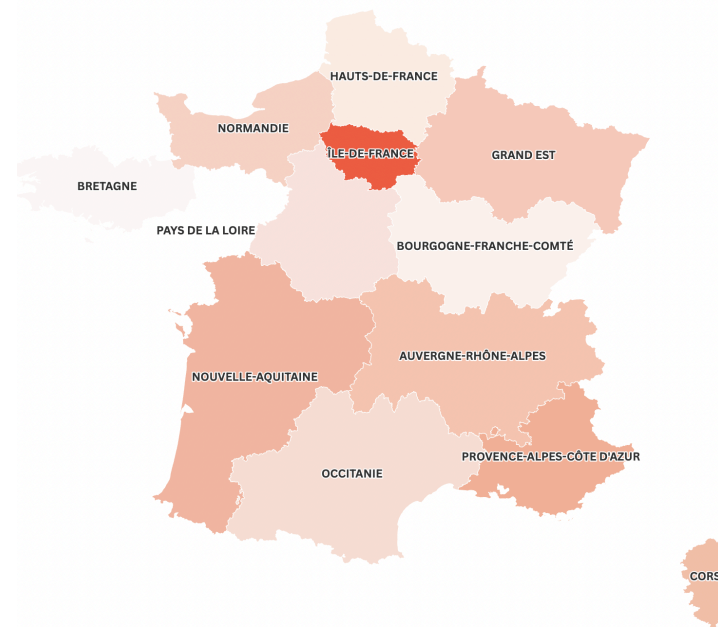 HAUTS-DE-FRANCE
NORMANDIE
ÎLE-DE-FRANCE
GRAND EST
BRETAGNE
PAYS DE LA LOIRE
BOURGOGNE-FRANCHE-COMTÉ
AUVERGNE-RHÔNE-ALPES
NOUVELLE-AQUITAINE
PROVENCE-ALPES-CÔTE D'AZUR
OCCITANIE
CORS